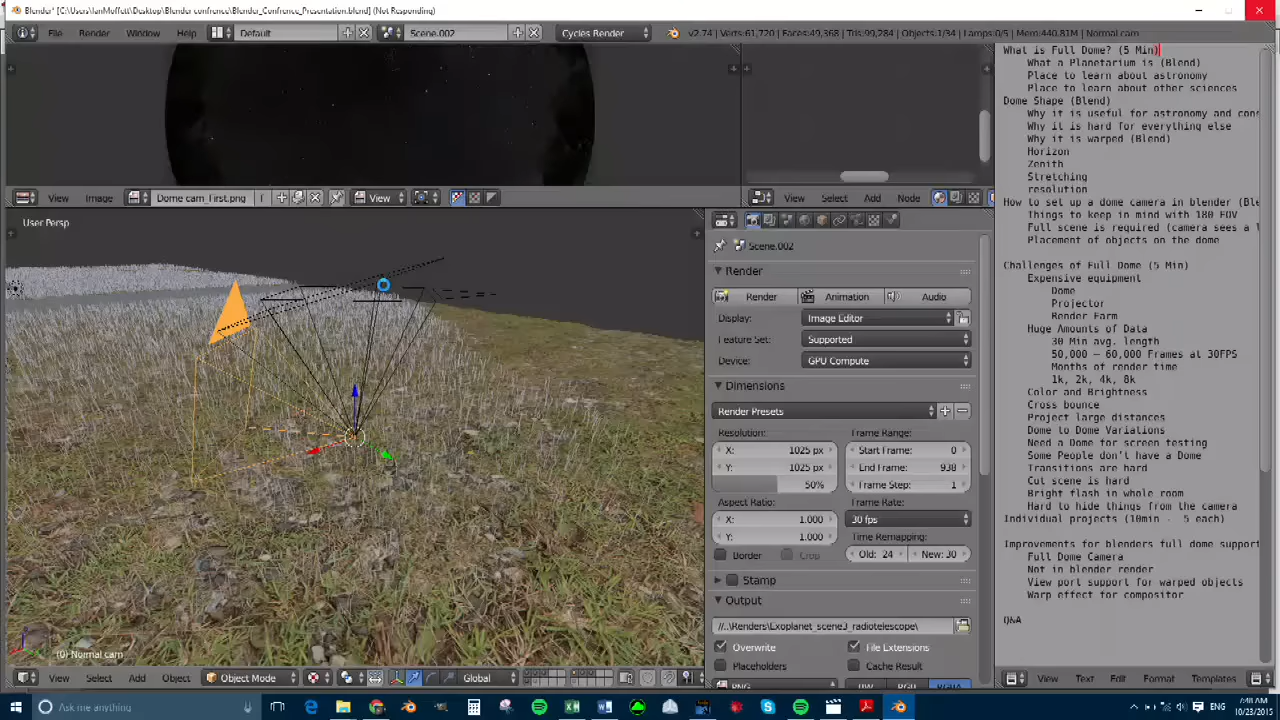 Blender* [C:\Users\IanMoffett\Desktop\Blender confrence\Blender_Confrence_Presentation.blend] (Not Responding)
File Render Window Help Default Scene.002 Cycles Render v2.74 | Verts:61,720 | Faces:49,368 | Tris:99,284 | Objects:1/34 | Lamps:0/5 | Mem:440.81M | Normal cam
View Image Dome cam_First.png F View
View Select Add Node
User Persp
(0) Normal cam
View Select Add Object Object Mode Global
Scene.002
Render
Render Animation Audio
Display: Image Editor
Feature Set: Supported
Device: GPU Compute
Dimensions
Render Presets
Resolution: Frame Range:
X: 1025 px Start Frame: 0
Y: 1025 px End Frame: 938
50% Frame Step: 1
Aspect Ratio: Frame Rate:
X: 1.000 30 fps
Y: 1.000 Time Remapping:
Border Crop Old: 24 New: 30
Stamp
Output
//..\Renders\Exoplanet_scene3_radiotelescope\
Overwrite File Extensions
Placeholders Cache Result
PNG BW RGB RGBA
What is Full Dome? (5 Min)
What a Planetarium is (Blend)
Place to learn about astronomy
Place to learn about other sciences
Dome Shape (Blend)
Why it is useful for astronomy and con
Why it is hard for everything else
Why it is warped (Blend)
Horizon
Zenith
Stretching
resolution
How to set up a dome camera in blender (Ble
Things to keep in mind with 180 FOV
Full scene is required (camera sees a l
Placement of objects on the dome
Challenges of Full Dome (5 Min)
Expensive equipment
Dome
Projector
Render Farm
Huge Amounts of Data
30 Min avg. length
50,000 – 60,000 Frames at 30FPS
Months of render time
1k, 2k, 4k, 8k
Color and Brightness
Cross bounce
Project large distances
Dome to Dome Variations
Need a Dome for screen testing
Some People don't have a Dome
Transitions are hard
Cut scene is hard
Bright flash in whole room
Hard to hide things from the camera
Individual projects (10min - 5 each)
Improvements for blenders full dome support
Full Dome Camera
Not in blender render
View port support for warped objects
Warp effect for compositor
Q&A
View Text Edit Format Templates
Ask me anything
ENG
7:48 AM
10/23/2015